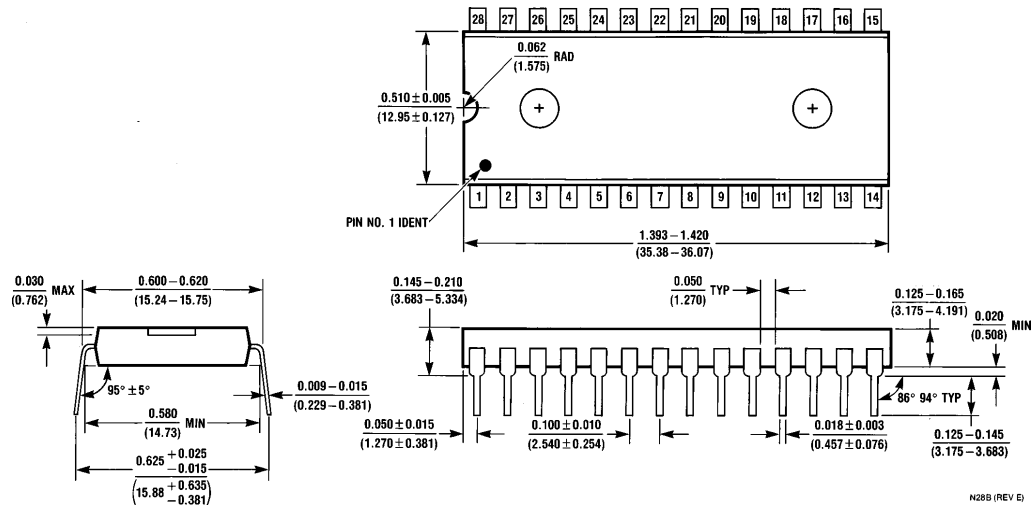 28 27 26 25 24 23 22 21 20 19 18 17 16 15
0.062
(1.575)
RAD
0.510 ± 0.005
(12.95 ± 0.127)
1 2 3 4 5 6 7 8 9 10 11 12 13 14
PIN NO. 1 IDENT
1.393 – 1.420
(35.38 – 36.07)
0.030
(0.762)
MAX
0.600 – 0.620
(15.24 – 15.75)
0.145 – 0.210
(3.683 – 5.334)
0.050
(1.270)
TYP
0.125 – 0.165
(3.175 – 4.191)
0.020
(0.508)
MIN
95° ± 5°
0.009 – 0.015
(0.229 – 0.381)
86° 94° TYP
0.580
(14.73)
MIN
0.050 ± 0.015
(1.270 ± 0.381)
0.100 ± 0.010
(2.540 ± 0.254)
0.018 ± 0.003
(0.457 ± 0.076)
0.125 – 0.145
(3.175 – 3.683)
0.625 +0.025
–0.015
(15.88 +0.635
–0.381)
N28B (REV E)